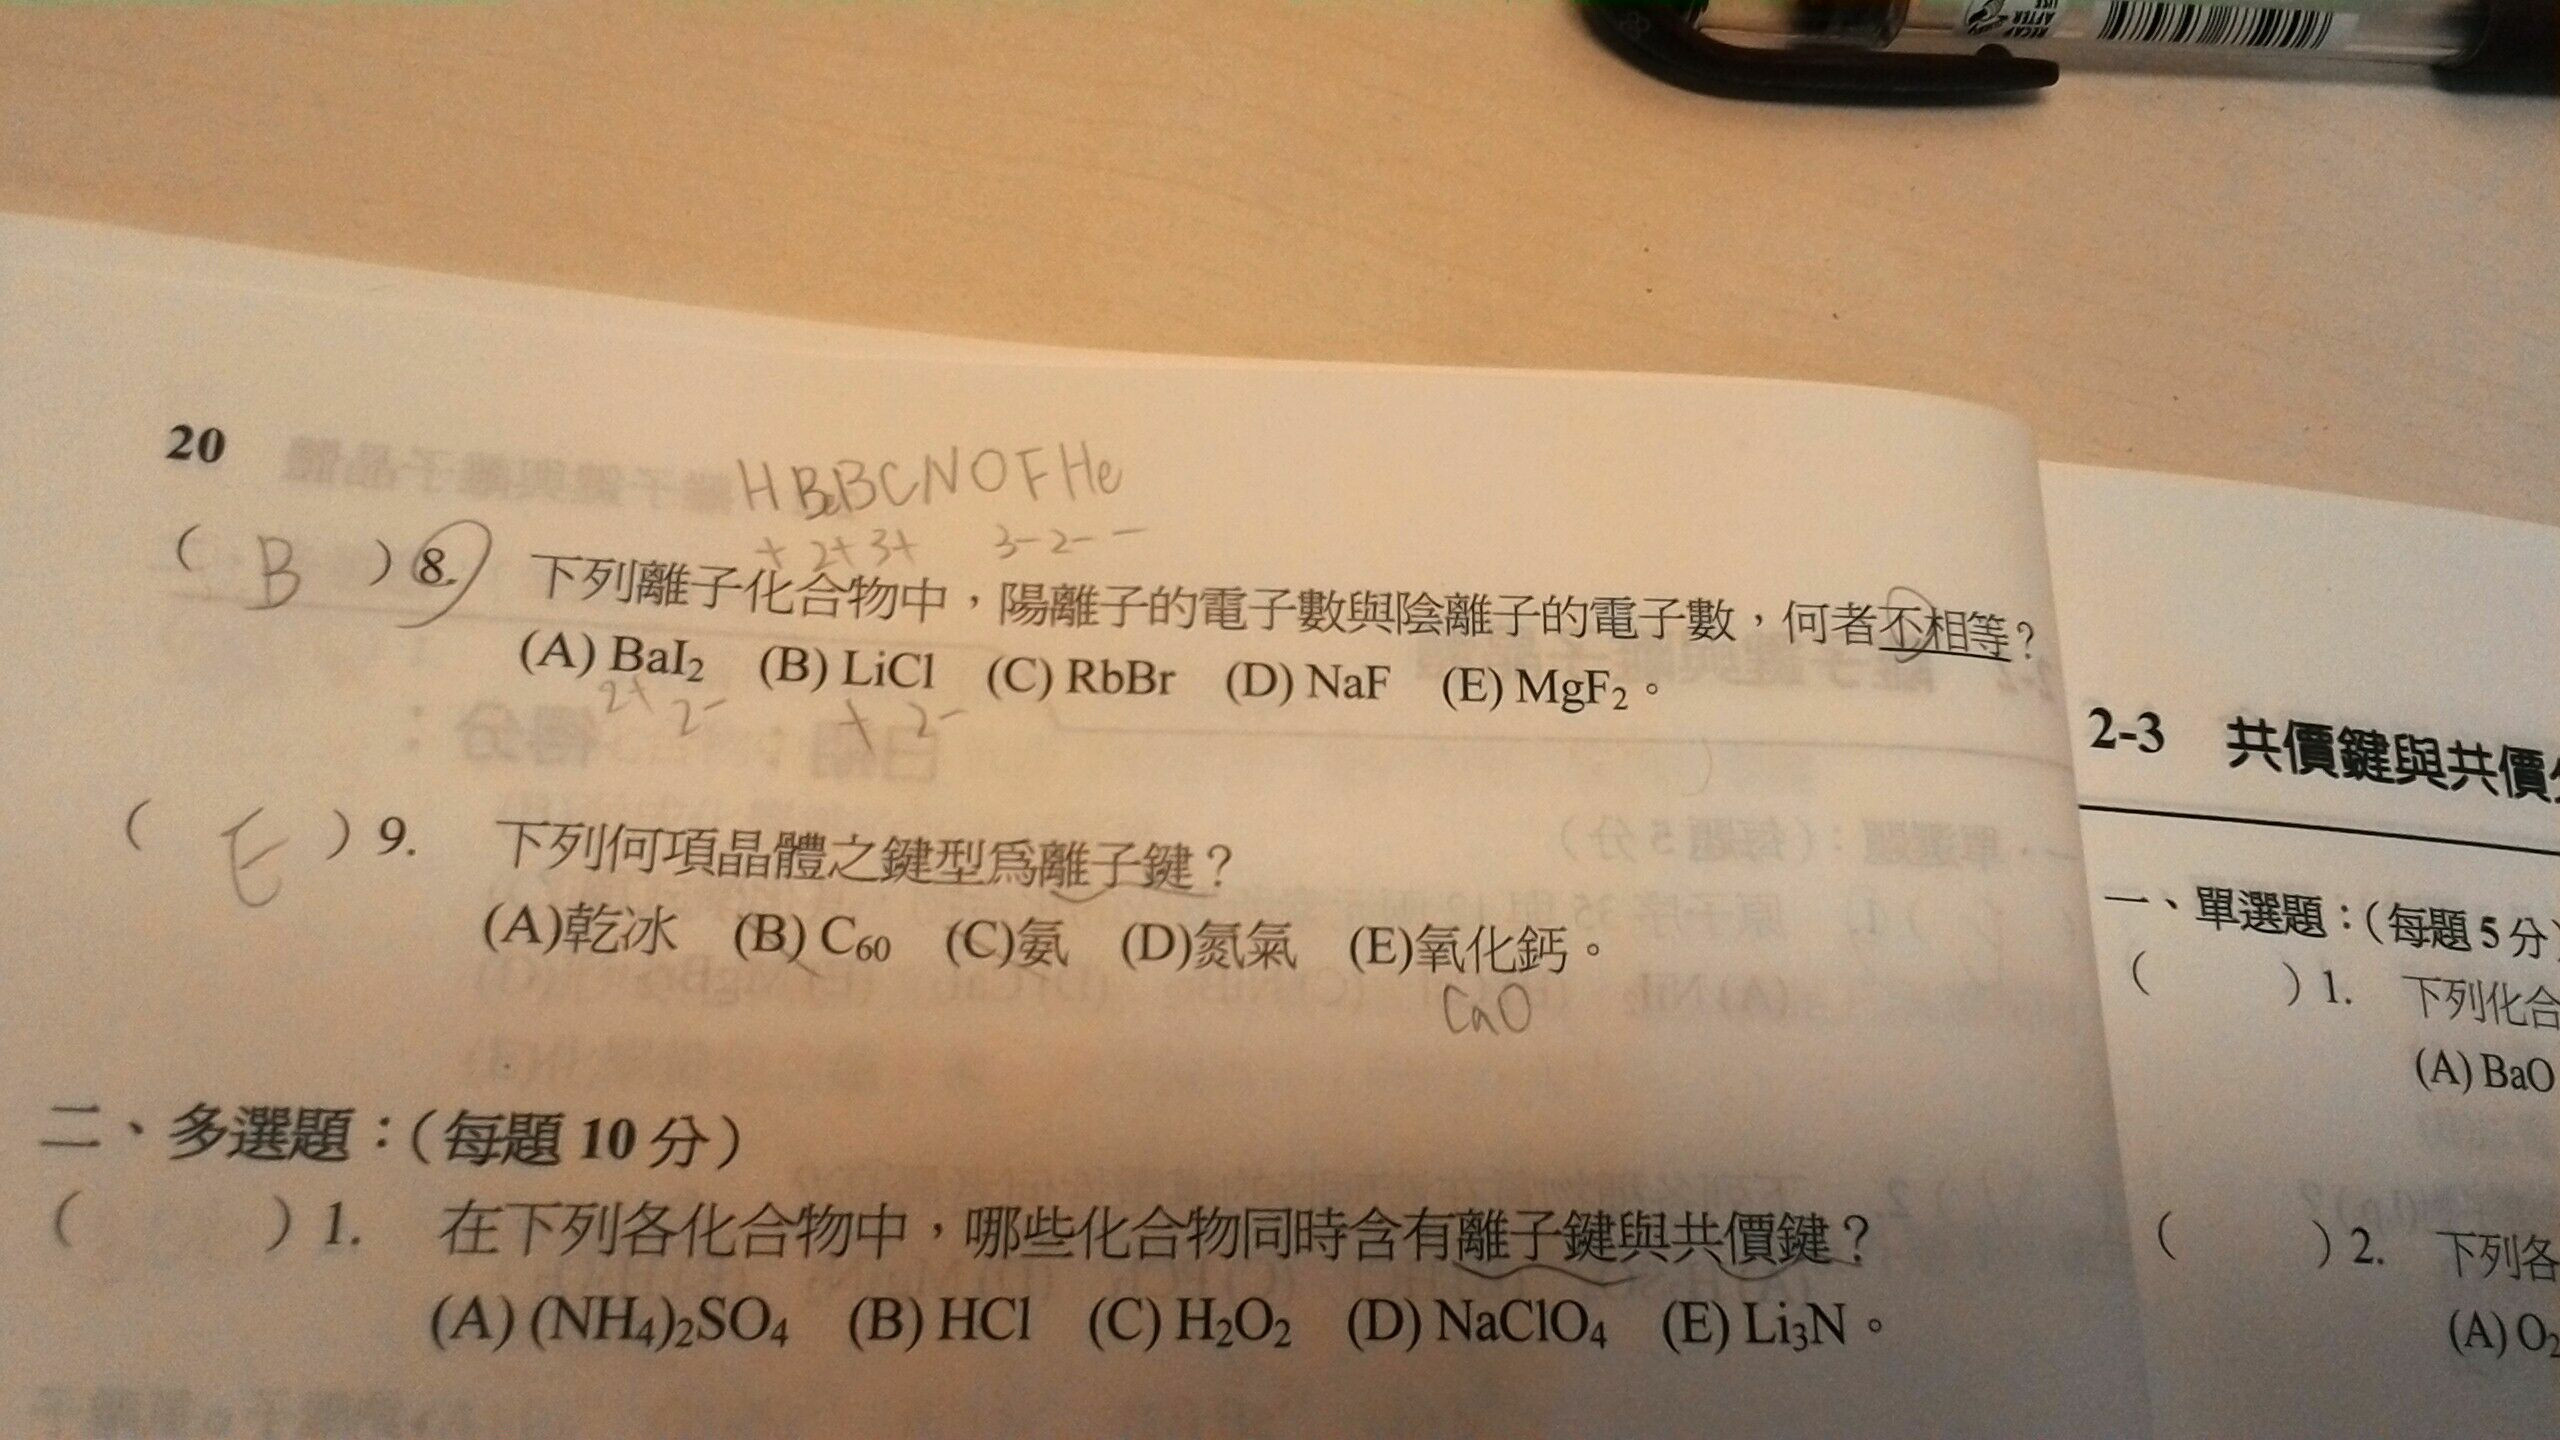 20
H Be B C N O F He
+ 2+ 3+ 3- 2- -
( B ) 8. 下列離子化合物中，陽離子的電子數與陰離子的電子數，何者不相等？
(A) BaI₂ (B) LiCl (C) RbBr (D) NaF (E) MgF₂。
2+ 2- + 2-
( E ) 9. 下列何項晶體之鍵型為離子鍵？
(A)乾冰 (B) C₆₀ (C)氨 (D)氮氣 (E)氧化鈣。
CaO
二、多選題：(每題 10 分)
( ) 1. 在下列各化合物中，哪些化合物同時含有離子鍵與共價鍵？
(A) (NH₄)₂SO₄ (B) HCl (C) H₂O₂ (D) NaClO₄ (E) Li₃N。
2-3 共價鍵與共價
一、單選題：(每題 5 分)
( ) 1. 下列化合
(A) BaO
( ) 2. 下列各
(A) O₂